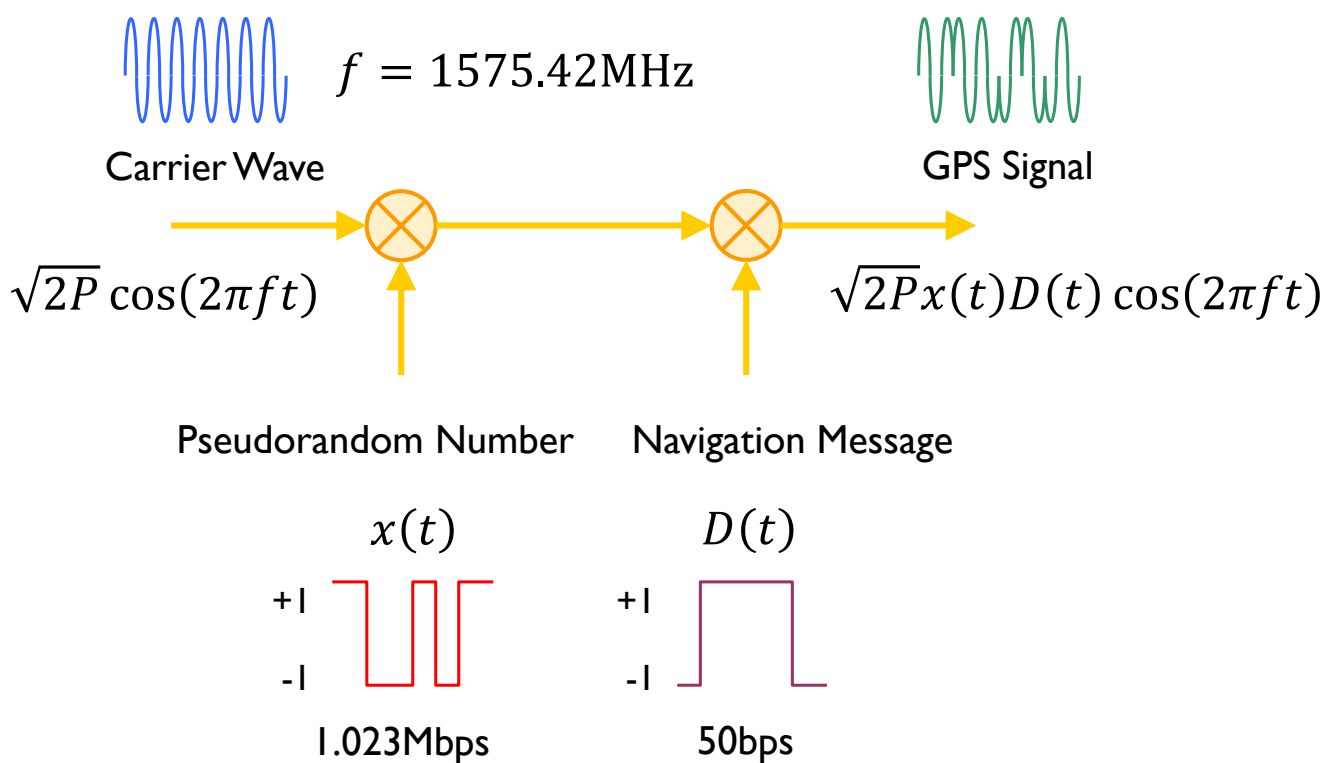 f = 1575.42MHz
Carrier Wave
GPS Signal
√2P cos(2πft)
√2Px(t)D(t) cos(2πft)
Pseudorandom Number
Navigation Message
x(t)
D(t)
+1
+1
-1
-1
1.023Mbps
50bps